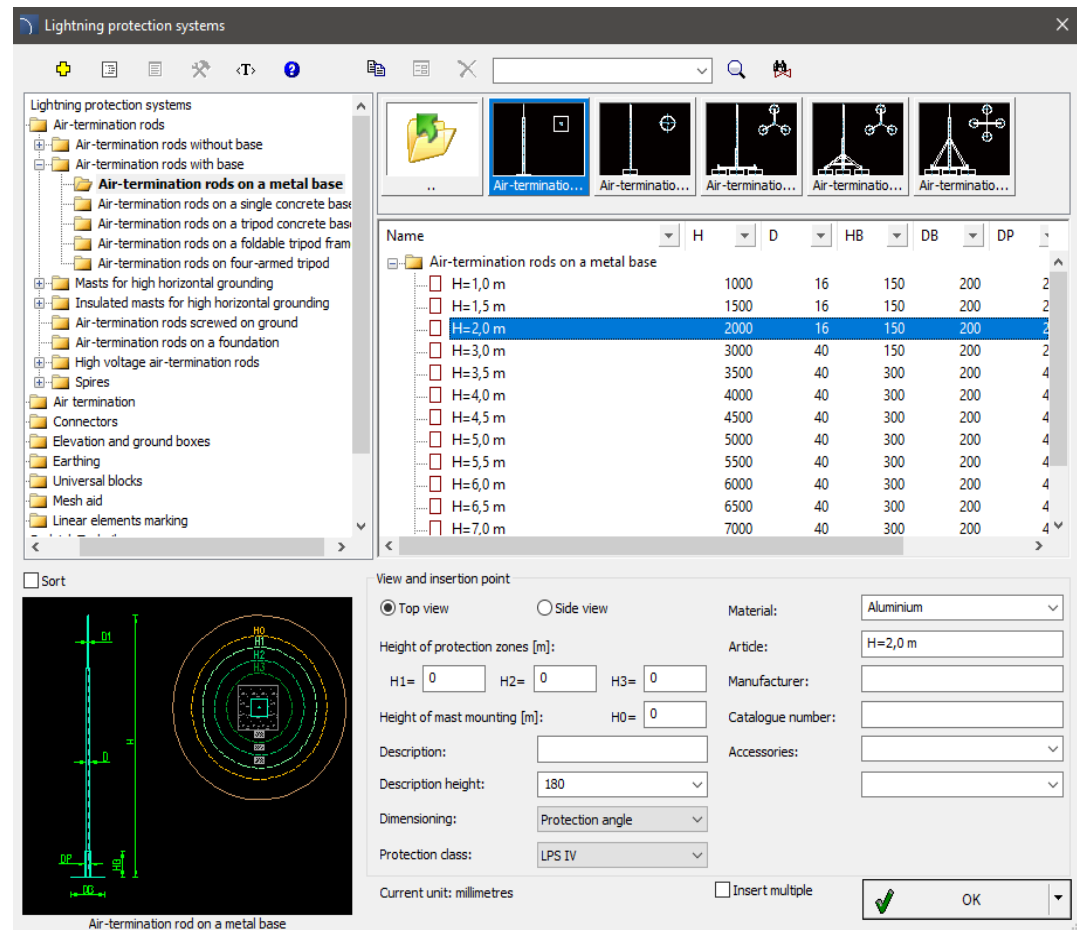 Lightning protection systems
<T>
Lightning protection systems
Air-termination rods
Air-termination rods without base
Air-termination rods with base
Air-termination rods on a metal base
Air-termination rods on a single concrete base
Air-termination rods on a tripod concrete bas
Air-termination rods on a foldable tripod fram
Air-termination rods on four-armed tripod
Masts for high horizontal grounding
Insulated masts for high horizontal grounding
Air-termination rods screwed on ground
Air-termination rods on a foundation
High voltage air-termination rods
Spires
Air termination
Connectors
Elevation and ground boxes
Earthing
Universal blocks
Mesh aid
Linear elements marking
..
Air-terminatio...
Air-terminatio...
Air-terminatio...
Air-terminatio...
Air-terminatio...
Name H D HB DB DP
Air-termination rods on a metal base
H=1,0 m 1000 16 150 200 2
H=1,5 m 1500 16 150 200 2
H=2,0 m 2000 16 150 200 2
H=3,0 m 3000 40 150 200 2
H=3,5 m 3500 40 300 200 4
H=4,0 m 4000 40 300 200 4
H=4,5 m 4500 40 300 200 4
H=5,0 m 5000 40 300 200 4
H=5,5 m 5500 40 300 200 4
H=6,0 m 6000 40 300 200 4
H=6,5 m 6500 40 300 200 4
H=7,0 m 7000 40 300 200 4
Sort
D1
H
D
DP
HB
DB
H0
H1
H2
H3
Air-termination rod on a metal base
View and insertion point
Top view Side view
Height of protection zones [m]:
H1= 0 H2= 0 H3= 0
Height of mast mounting [m]: H0= 0
Description:
Description height: 180
Dimensioning: Protection angle
Protection class: LPS IV
Current unit: millimetres
Material: Aluminium
Article: H=2,0 m
Manufacturer:
Catalogue number:
Accessories:
Insert multiple
OK